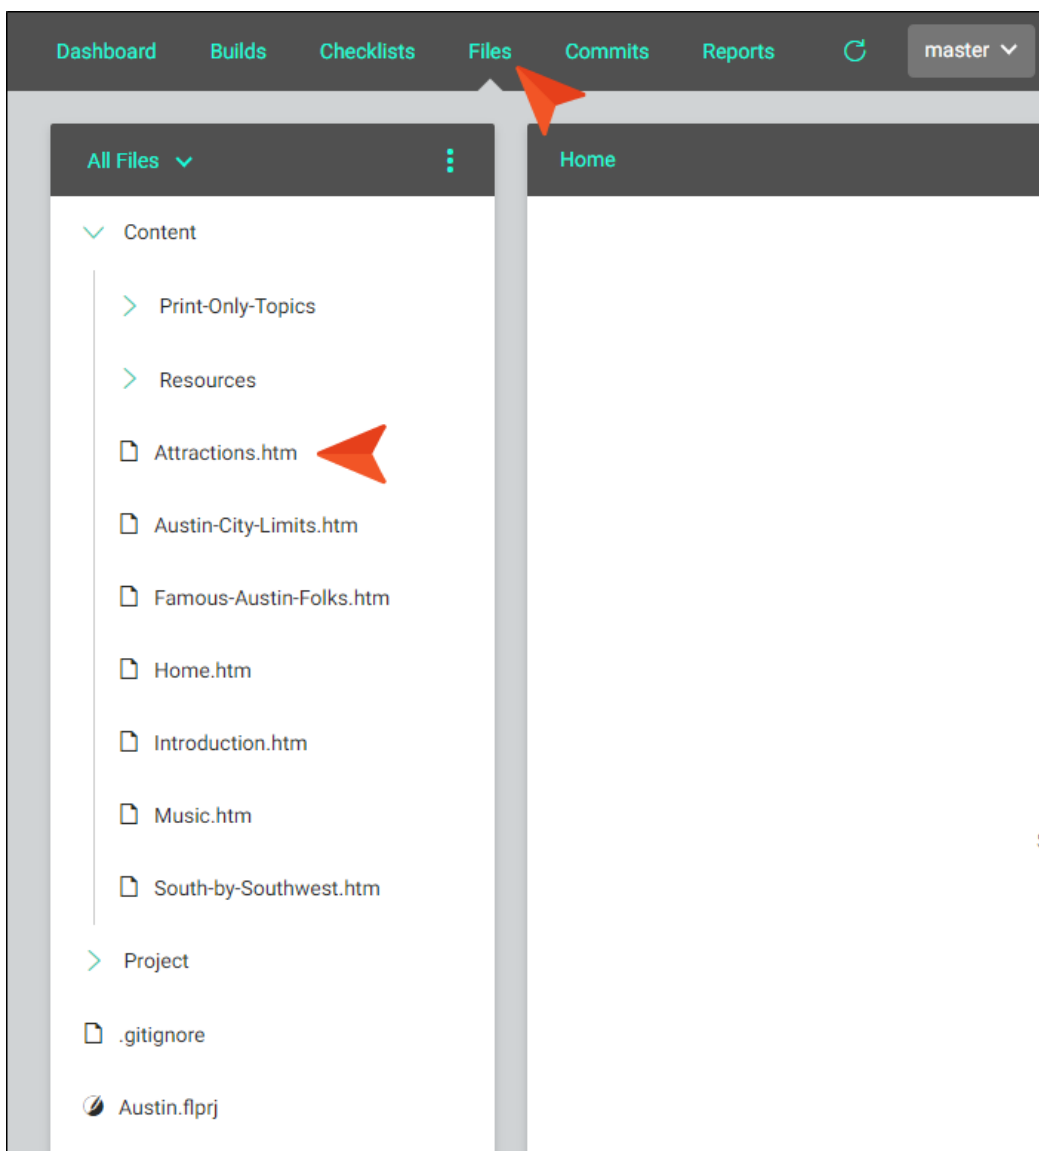 Dashboard Builds Checklists Files Commits Reports master
All Files
Home
Content
Print-Only-Topics
Resources
Attractions.htm
Austin-City-Limits.htm
Famous-Austin-Folks.htm
Home.htm
Introduction.htm
Music.htm
South-by-Southwest.htm
Project
.gitignore
Austin.flprj